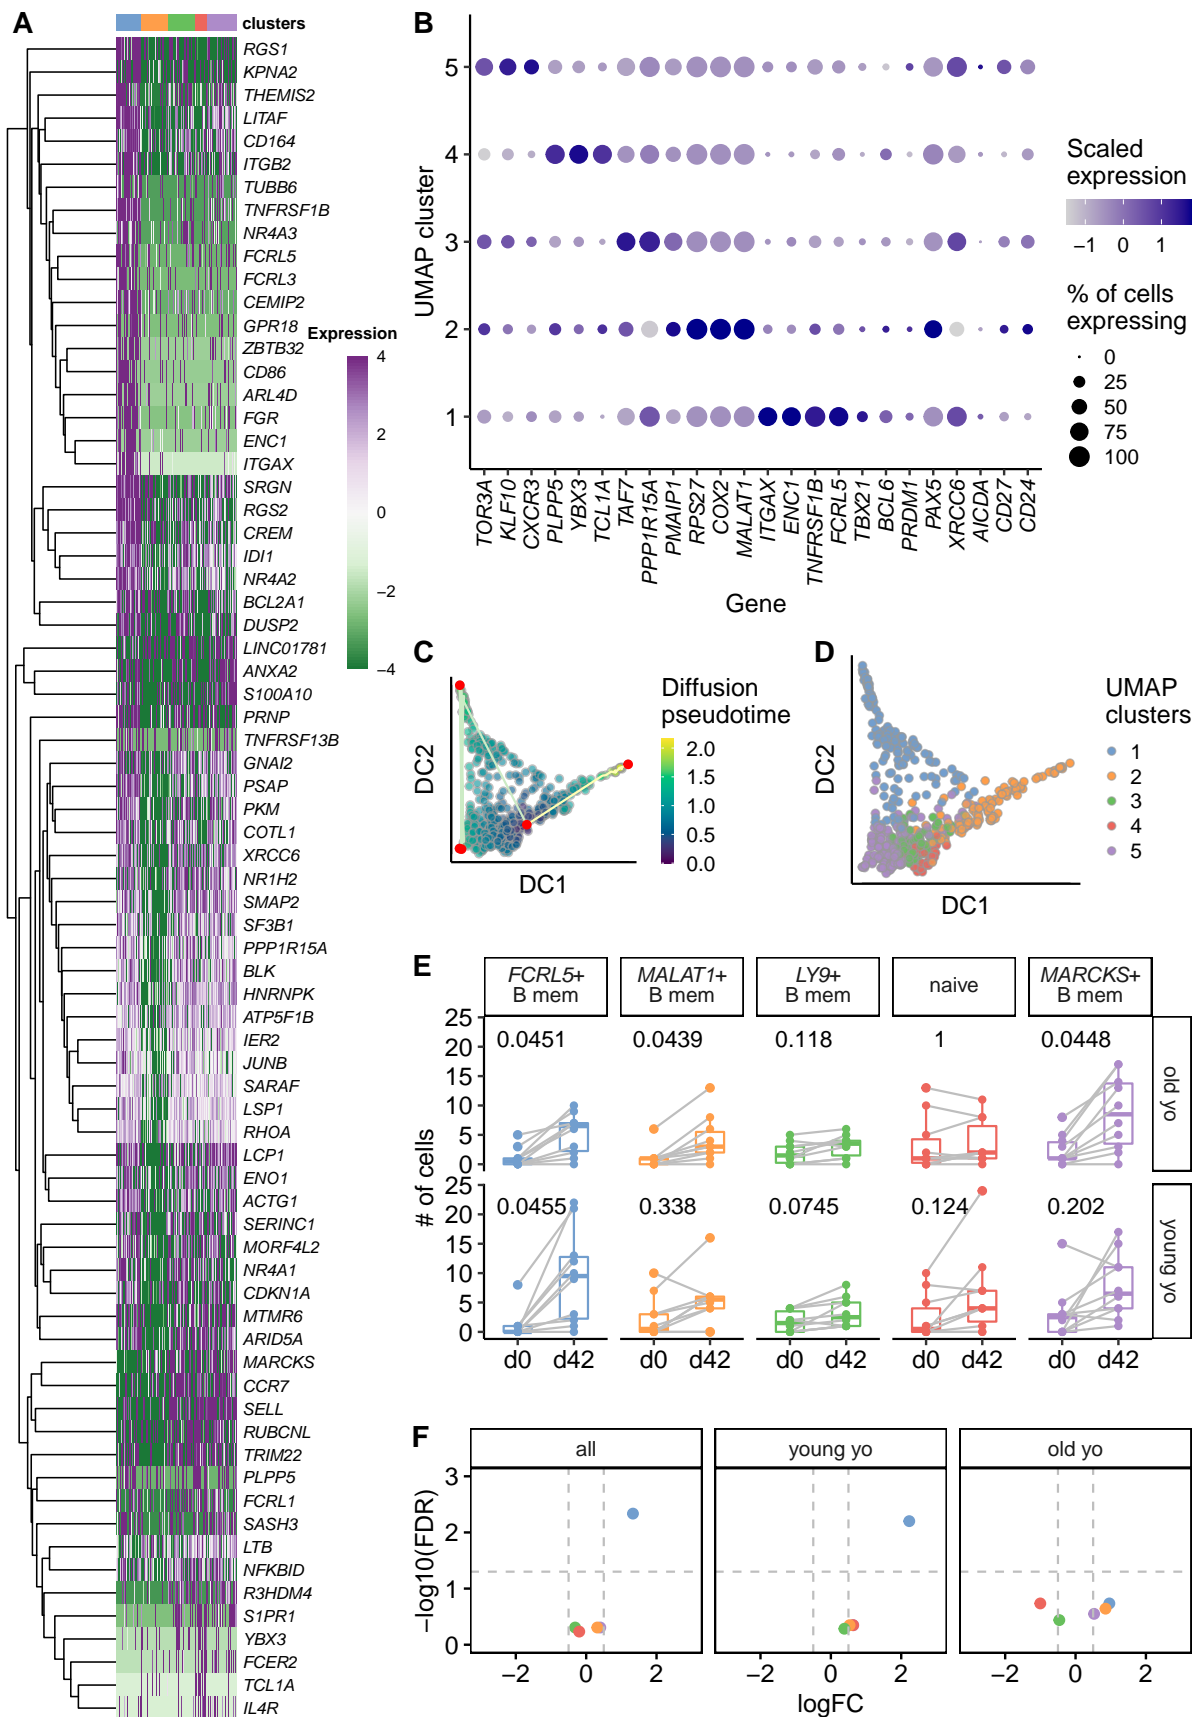 A
clusters
RGS1
KPNA2
THEMIS2
LITAF
CD164
ITGB2
TUBB6
TNFRSF1B
NR4A3
FCRL5
FCRL3
CEMIP2
GPR18
ZBTB32
CD86
ARL4D
FGR
ENC1
ITGAX
SRGN
RGS2
CREM
IDI1
NR4A2
BCL2A1
DUSP2
LINC01781
ANXA2
S100A10
PRNP
TNFRSF13B
GNAI2
PSAP
PKM
COTL1
XRCC6
NR1H2
SMAP2
SF3B1
PPP1R15A
BLK
HNRNPK
ATP5F1B
IER2
JUNB
SARAF
LSP1
RHOA
LCP1
ENO1
ACTG1
SERINC1
MORF4L2
NR4A1
CDKN1A
MTMR6
ARID5A
MARCKS
CCR7
SELL
RUBCNL
TRIM22
PLPP5
FCRL1
SASH3
LTB
NFKBID
R3HDM4
S1PR1
YBX3
FCER2
TCL1A
IL4R
Expression
4
2
0
−2
−4
B
UMAP cluster
5
4
3
2
1
TOR3A
KLF10
CXCR3
PLPP5
YBX3
TCL1A
TAF7
PPP1R15A
PMAIP1
RPS27
COX2
MALAT1
ITGAX
ENC1
TNFRSF1B
FCRL5
TBX21
BCL6
PRDM1
PAX5
XRCC6
AICDA
CD27
CD24
Gene
Scaled
expression
−1 0 1
% of cells
expressing
0
25
50
75
100
C
DC2
DC1
Diffusion
pseudotime
2.0
1.5
1.0
0.5
0.0
D
DC2
DC1
UMAP
clusters
1
2
3
4
5
E
FCRL5+
B mem
MALAT1+
B mem
LY9+
B mem
naive
MARCKS+
B mem
# of cells
25
20
15
10
5
0
0.0451 0.0439 0.118 1 0.0448
old yo
25
20
15
10
5
0
0.0455 0.338 0.0745 0.124 0.202
young yo
d0 d42 d0 d42 d0 d42 d0 d42 d0 d42
F
all young yo old yo
−log10(FDR)
3
2
1
0
−2 0 2 −2 0 2 −2 0 2
logFC